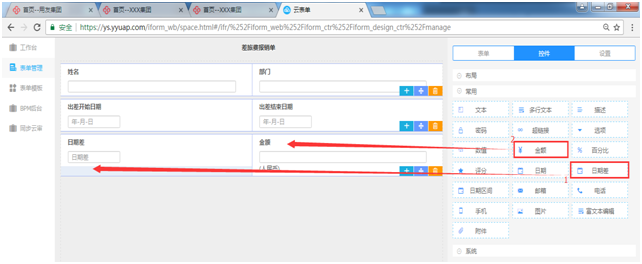 首页--用友集团
首页--XXX集团
首页--XXX集团
云表单
安全 https://ys.yyuap.com/iform_wb/space.html#/ifr/%252Fiform_web%252Fiform_ctr%252Fiform_design_ctr%252Fmanage
工作台
表单管理
表单模板
BPM后台
同步云审
差旅费报销单
姓名
部门
出差开始日期
年-月-日
出差结束日期
年-月-日
日期差
日期差
金额
(人民币)
表单
控件
设置
布局
常用
文本
多行文本
描述
密码
超链接
选项
数值
2
金额
百分比
评分
日期
日期差
1
日期区间
邮箱
电话
手机
图片
富文本编辑
附件
系统